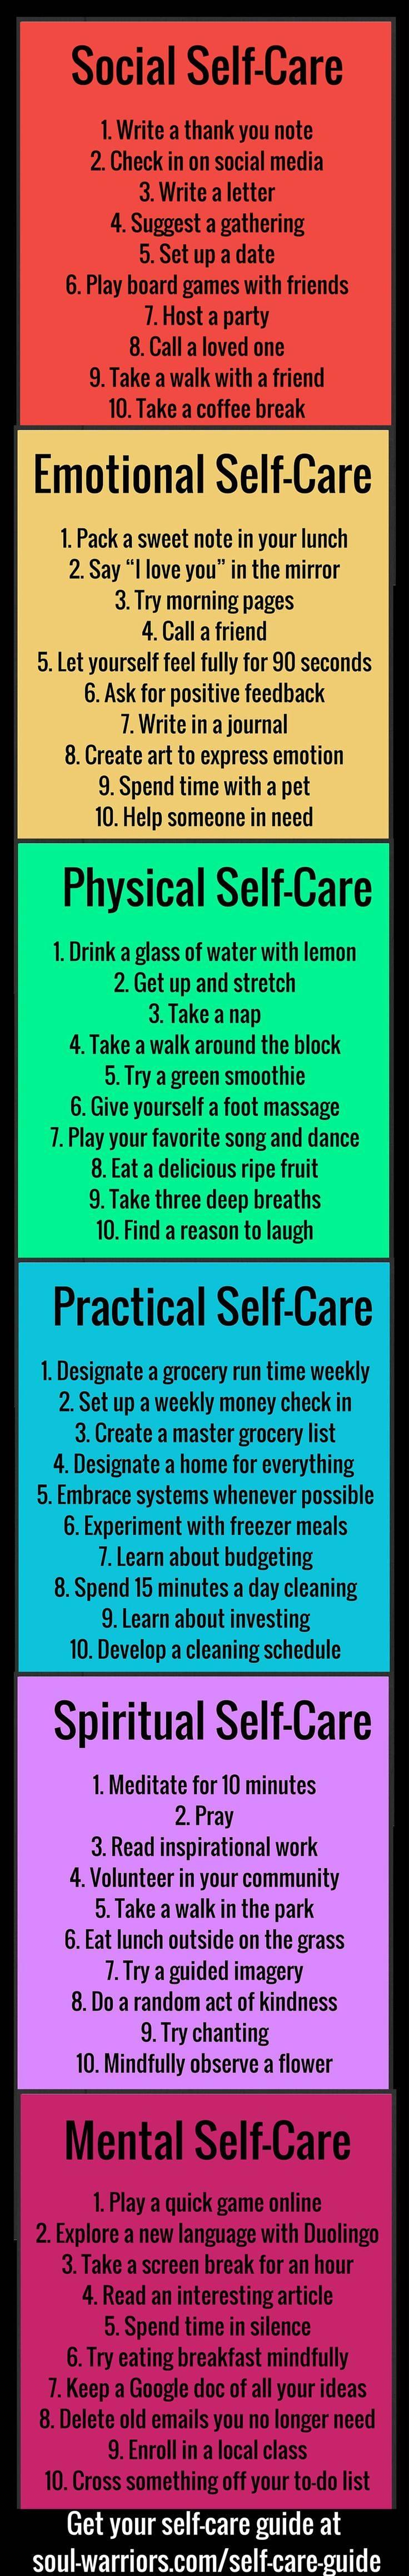 Social Self-Care
1. Write a thank you note
2. Check in on social media
3. Write a letter
4. Suggest a gathering
5. Set up a date
6. Play board games with friends
7. Host a party
8. Call a loved one
9. Take a walk with a friend
10. Take a coffee break
Emotional Self-Care
1. Pack a sweet note in your lunch
2. Say “I love you” in the mirror
3. Try morning pages
4. Call a friend
5. Let yourself feel fully for 90 seconds
6. Ask for positive feedback
7. Write in a journal
8. Create art to express emotion
9. Spend time with a pet
10. Help someone in need
Physical Self-Care
1. Drink a glass of water with lemon
2. Get up and stretch
3. Take a nap
4. Take a walk around the block
5. Try a green smoothie
6. Give yourself a foot massage
7. Play your favorite song and dance
8. Eat a delicious ripe fruit
9. Take three deep breaths
10. Find a reason to laugh
Practical Self-Care
1. Designate a grocery run time weekly
2. Set up a weekly money check in
3. Create a master grocery list
4. Designate a home for everything
5. Embrace systems whenever possible
6. Experiment with freezer meals
7. Learn about budgeting
8. Spend 15 minutes a day cleaning
9. Learn about investing
10. Develop a cleaning schedule
Spiritual Self-Care
1. Meditate for 10 minutes
2. Pray
3. Read inspirational work
4. Volunteer in your community
5. Take a walk in the park
6. Eat lunch outside on the grass
7. Try a guided imagery
8. Do a random act of kindness
9. Try chanting
10. Mindfully observe a flower
Mental Self-Care
1. Play a quick game online
2. Explore a new language with Duolingo
3. Take a screen break for an hour
4. Read an interesting article
5. Spend time in silence
6. Try eating breakfast mindfully
7. Keep a Google doc of all your ideas
8. Delete old emails you no longer need
9. Enroll in a local class
10. Cross something off your to-do list
Get your self-care guide at
soul-warriors.com/self-care-guide